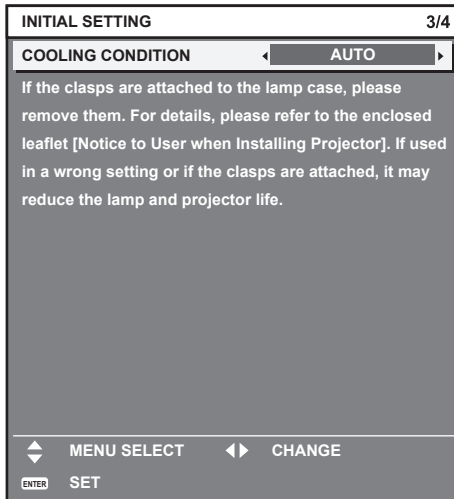 INITIAL SETTING 3/4
COOLING CONDITION AUTO
If the clasps are attached to the lamp case, please
remove them. For details, please refer to the enclosed
leaflet [Notice to User when Installing Projector]. If used
in a wrong setting or if the clasps are attached, it may
reduce the lamp and projector life.
MENU SELECT CHANGE
ENTER SET